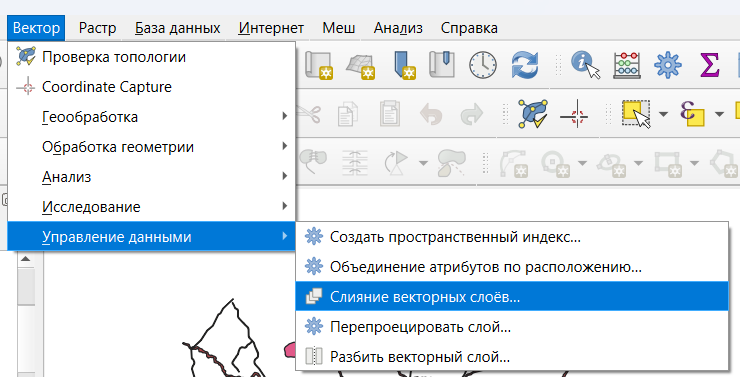 Вектор Растр База данных Интернет Меш Анализ Справка
Проверка топологии
Coordinate Capture
Геообработка
Обработка геометрии
Анализ
Исследование
Управление данными
Создать пространственный индекс...
Объединение атрибутов по расположению...
Слияние векторных слоёв...
Перепроецировать слой...
Разбить векторный слой...